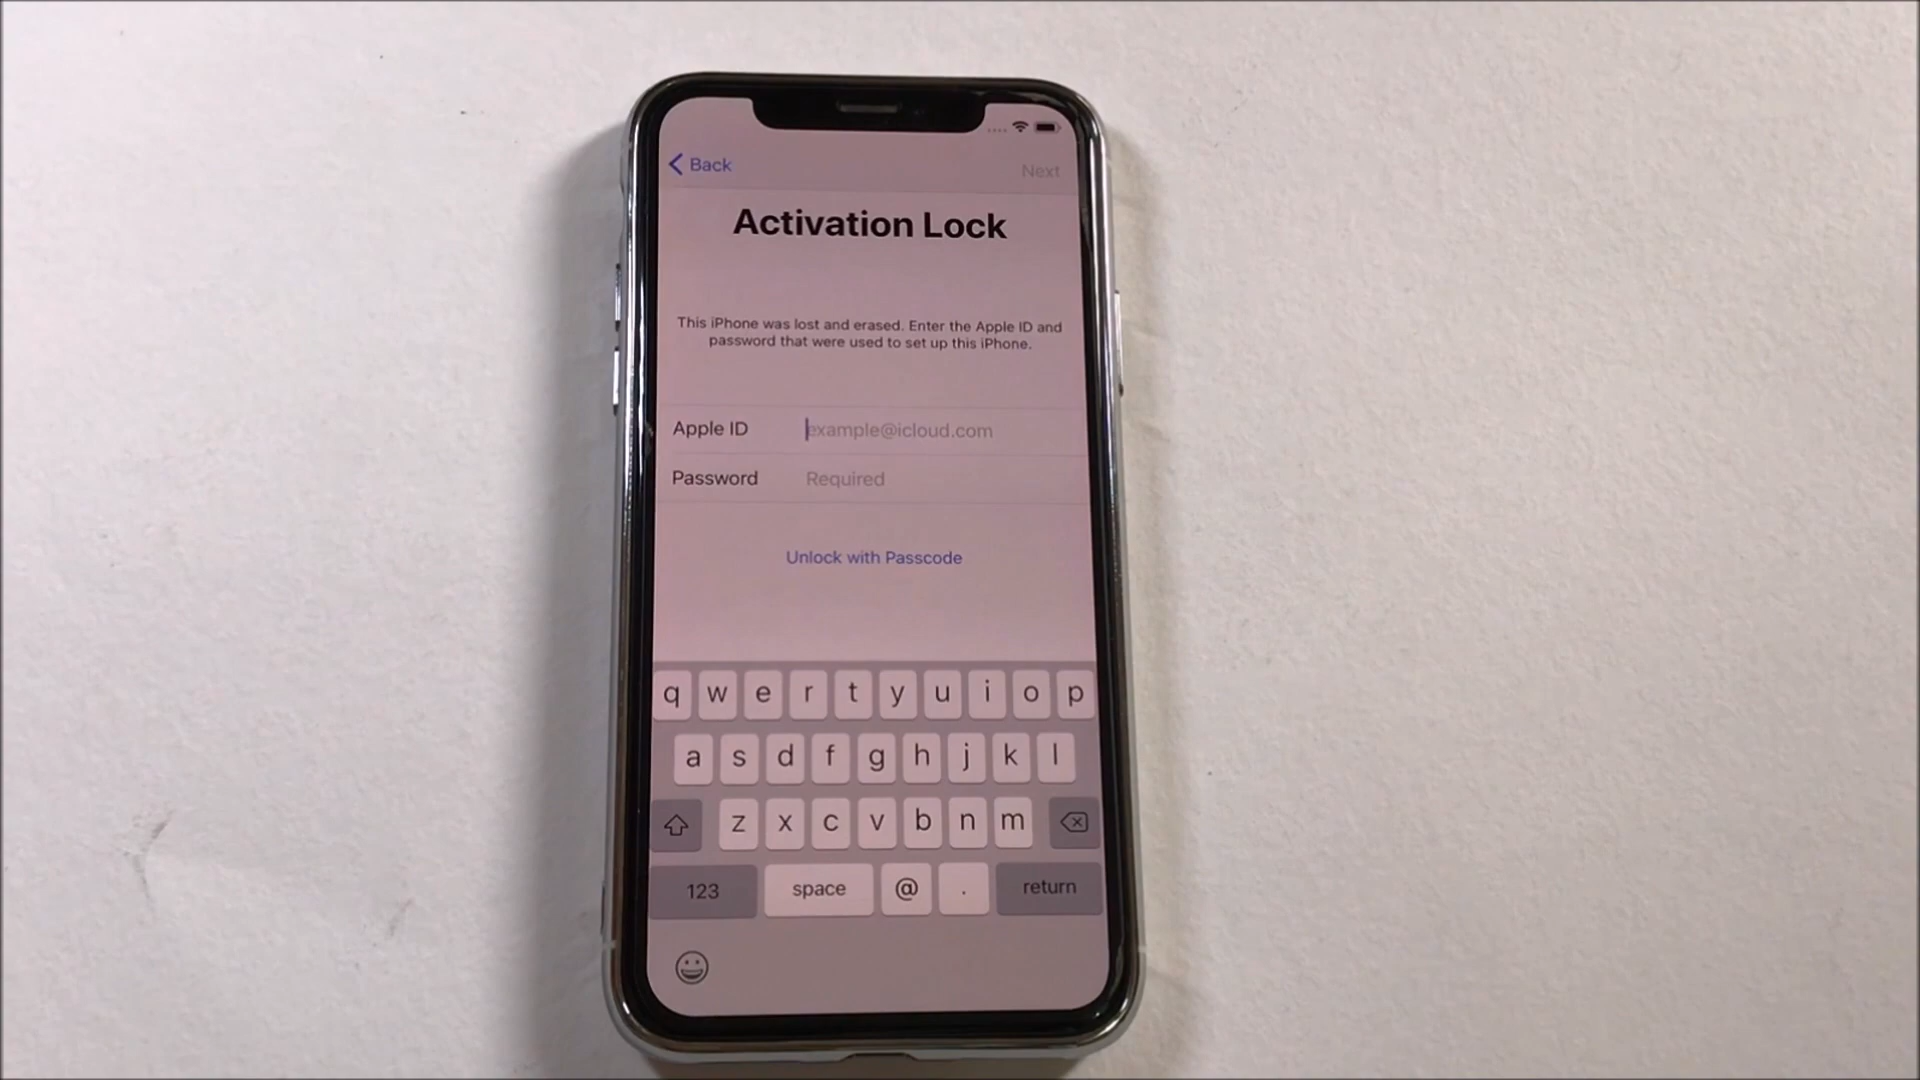 Back
Next
Activation Lock
This iPhone was lost and erased. Enter the Apple ID and
password that were used to set up this iPhone.
Apple ID example@icloud.com
Password Required
Unlock with Passcode
q w e r t y u i o p
a s d f g h j k l
z x c v b n m
123 space @ . return